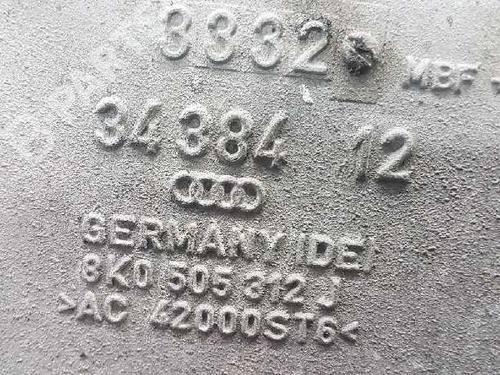 3332
MBF
34384 12
GERMANY (DE)
8K0 505 312 J
>AC 42000ST6<